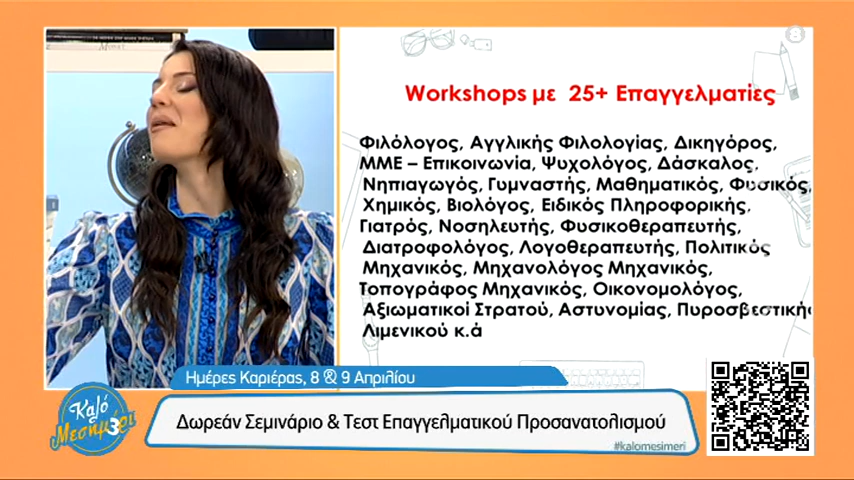 Workshops με 25+ Επαγγελματίες
Φιλόλογος, Αγγλικής Φιλολογίας, Δικηγόρος,
ΜΜΕ – Επικοινωνία, Ψυχολόγος, Δάσκαλος,
Νηπιαγωγός, Γυμναστής, Μαθηματικός, Φυσικός,
Χημικός, Βιολόγος, Ειδικός Πληροφορικής,
Γιατρός, Νοσηλευτής, Φυσικοθεραπευτής,
Διατροφολόγος, Λογοθεραπευτής, Πολιτικός
Μηχανικός, Μηχανολόγος Μηχανικός,
Τοπογράφος Μηχανικός, Οικονομολόγος,
Αξιωματικοί Στρατού, Αστυνομίας, Πυροσβεστικής
Λιμενικού κ.ά
Ημέρες Καριέρας, 8 & 9 Απριλίου
Δωρεάν Σεμινάριο & Τεστ Επαγγελματικού Προσανατολισμού
#kalomesimeri
Καλό
Μεσημ3ρι